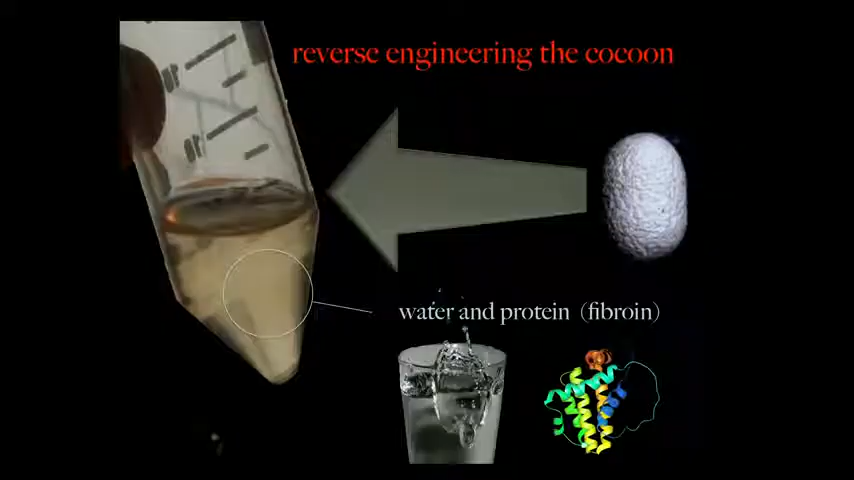 reverse engineering the cocoon
water and protein (fibroin)